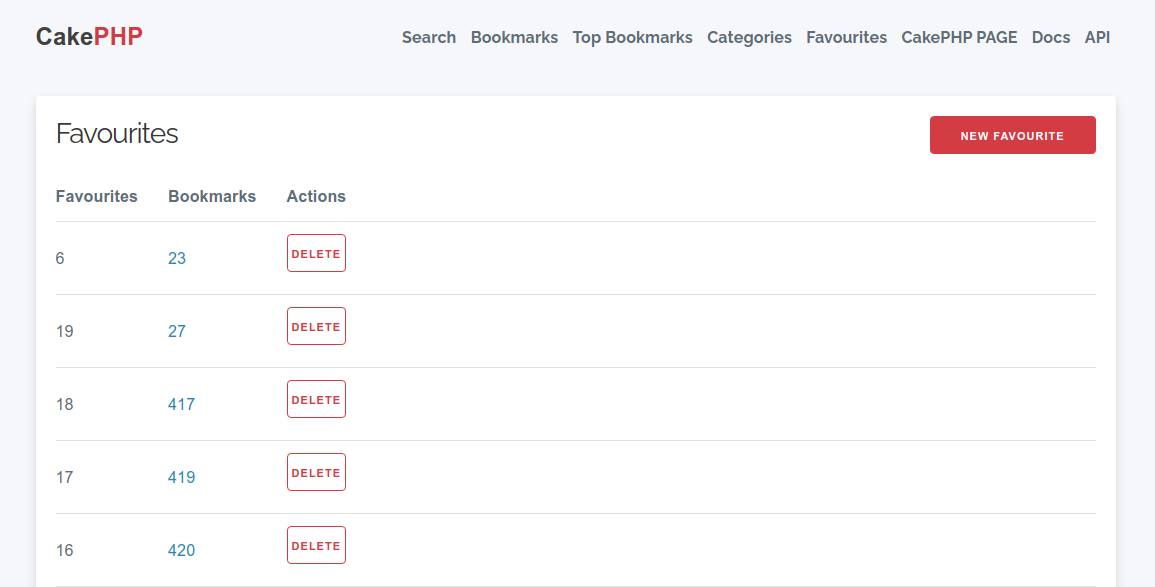 CakePHP Search Bookmarks Top Bookmarks Categories Favourites CakePHP PAGE Docs API
Favourites NEW FAVOURITE
Favourites Bookmarks Actions
6 23 DELETE
19 27 DELETE
18 417 DELETE
17 419 DELETE
16 420 DELETE